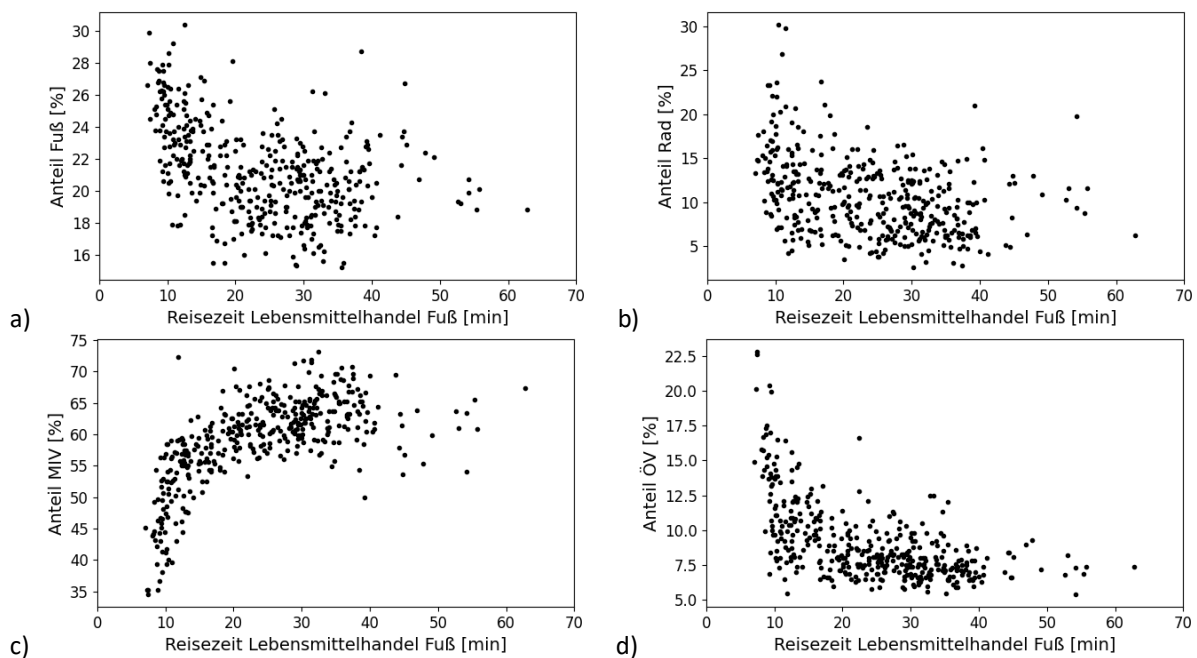 30
28
26
24
22
20
18
16
Anteil Fuß [%]
0 10 20 30 40 50 60 70
Reisezeit Lebensmittelhandel Fuß [min]
a)
30
25
20
15
10
5
Anteil Rad [%]
0 10 20 30 40 50 60 70
Reisezeit Lebensmittelhandel Fuß [min]
b)
75
70
65
60
55
50
45
40
35
Anteil MIV [%]
0 10 20 30 40 50 60 70
Reisezeit Lebensmittelhandel Fuß [min]
c)
22.5
20.0
17.5
15.0
12.5
10.0
7.5
5.0
Anteil ÖV [%]
0 10 20 30 40 50 60 70
Reisezeit Lebensmittelhandel Fuß [min]
d)